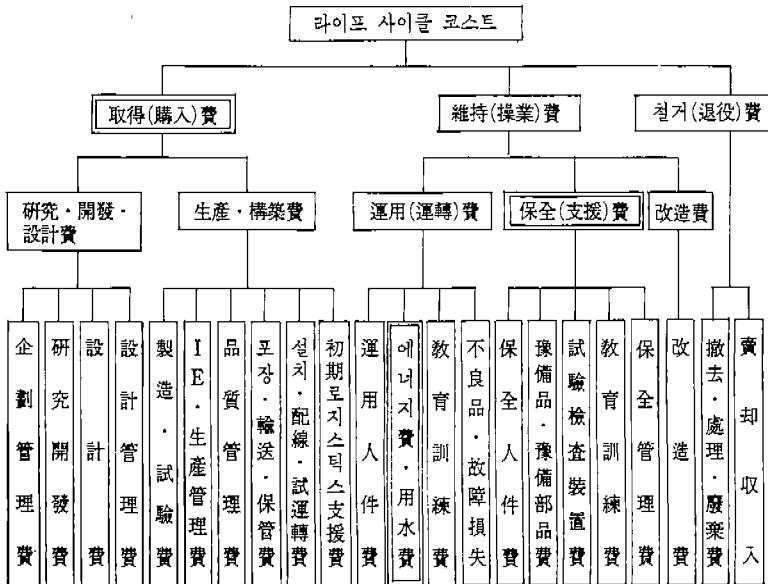 라이프 사이클 코스트
取得(購入)費
維持(操業)費
철거(退役)費
研究·開發·
設計費
生產·構築費
運用(運轉)費
保全(支援)費
改造費
企劃管理費
研究開發費
設計費
設計管理費
製造·試驗費
IE·生產管理費
品質管理費
포장·輸送·保管費
설치·配線·試運轉費
初期로지스틱스支援費
運用人件費
에너지費·用水費
教育訓練費
不良品·故障損失
保全人件費
豫備品·豫備部品費
試驗檢査裝置費
教育訓練費
保全管理費
改造費
撤去·處理·廢棄費
賣却収入